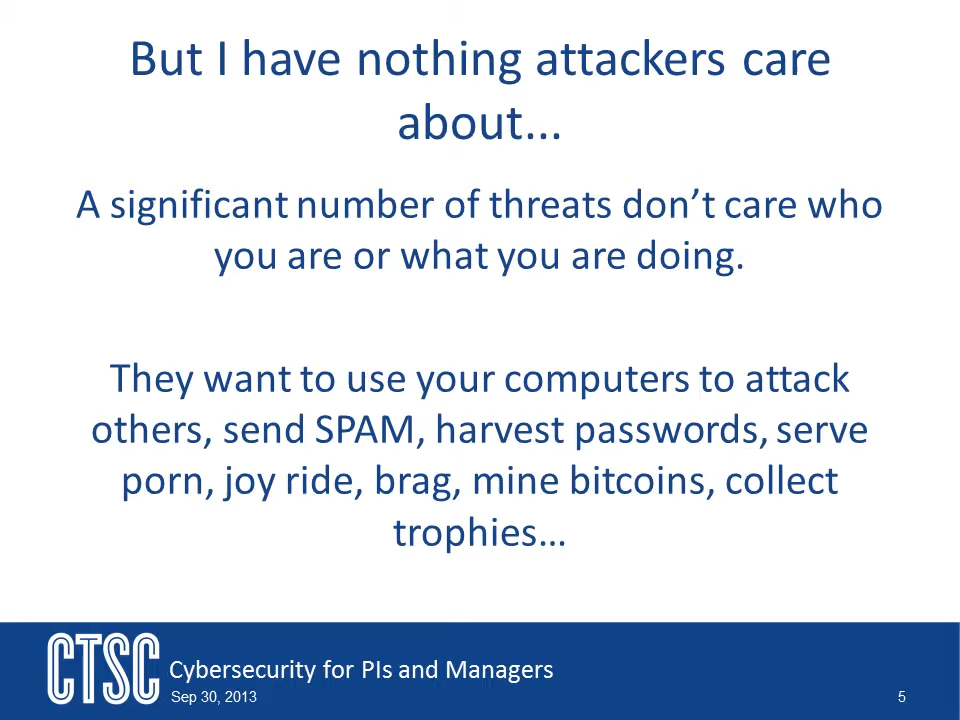 But I have nothing attackers care
about...
A significant number of threats don’t care who
you are or what you are doing.
They want to use your computers to attack
others, send SPAM, harvest passwords, serve
porn, joy ride, brag, mine bitcoins, collect
trophies…
CTSC
Cybersecurity for PIs and Managers
Sep 30, 2013
5